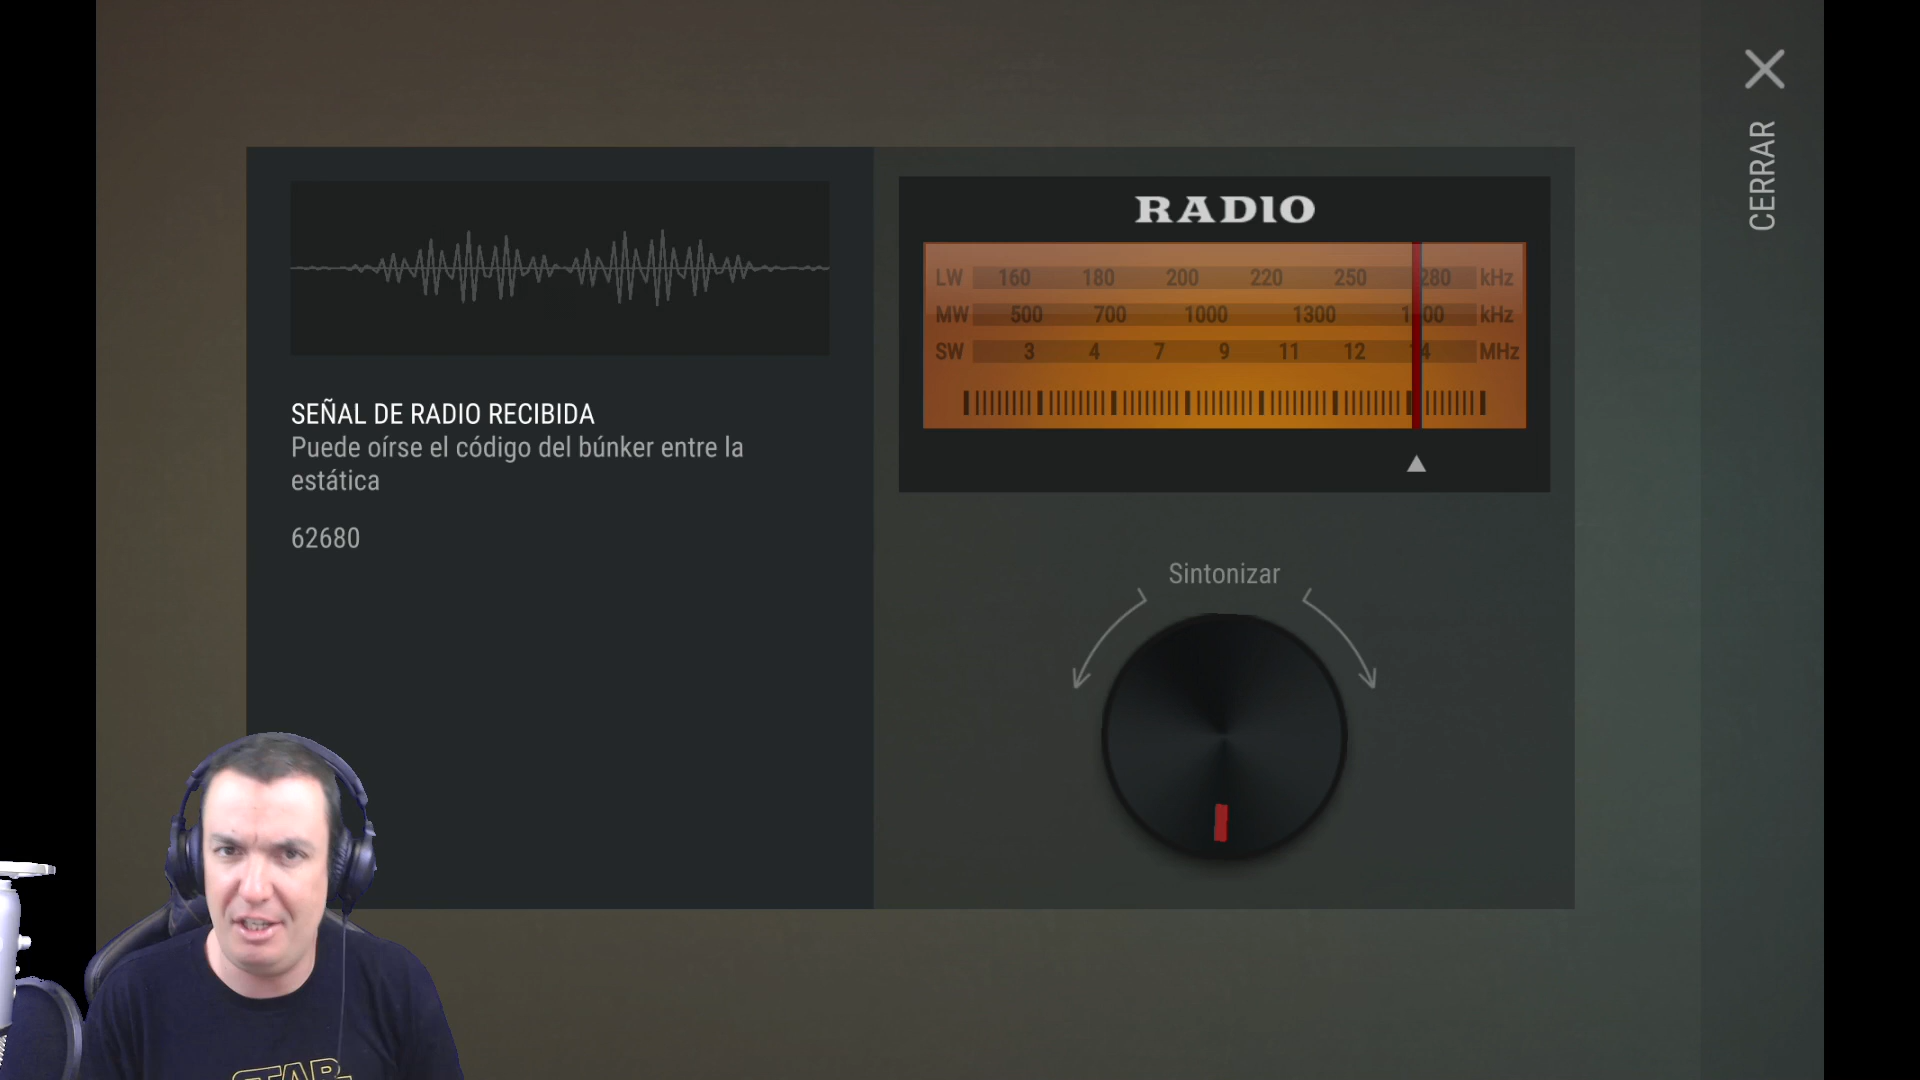 CERRAR
RADIO
LW 160 180 200 220 250 280 kHz
MW 500 700 1000 1300 kHz
SW 3 4 7 9 11 12 MHz
SEÑAL DE RADIO RECIBIDA
Puede oírse el código del búnker entre la
estática
62680
Sintonizar
STAR